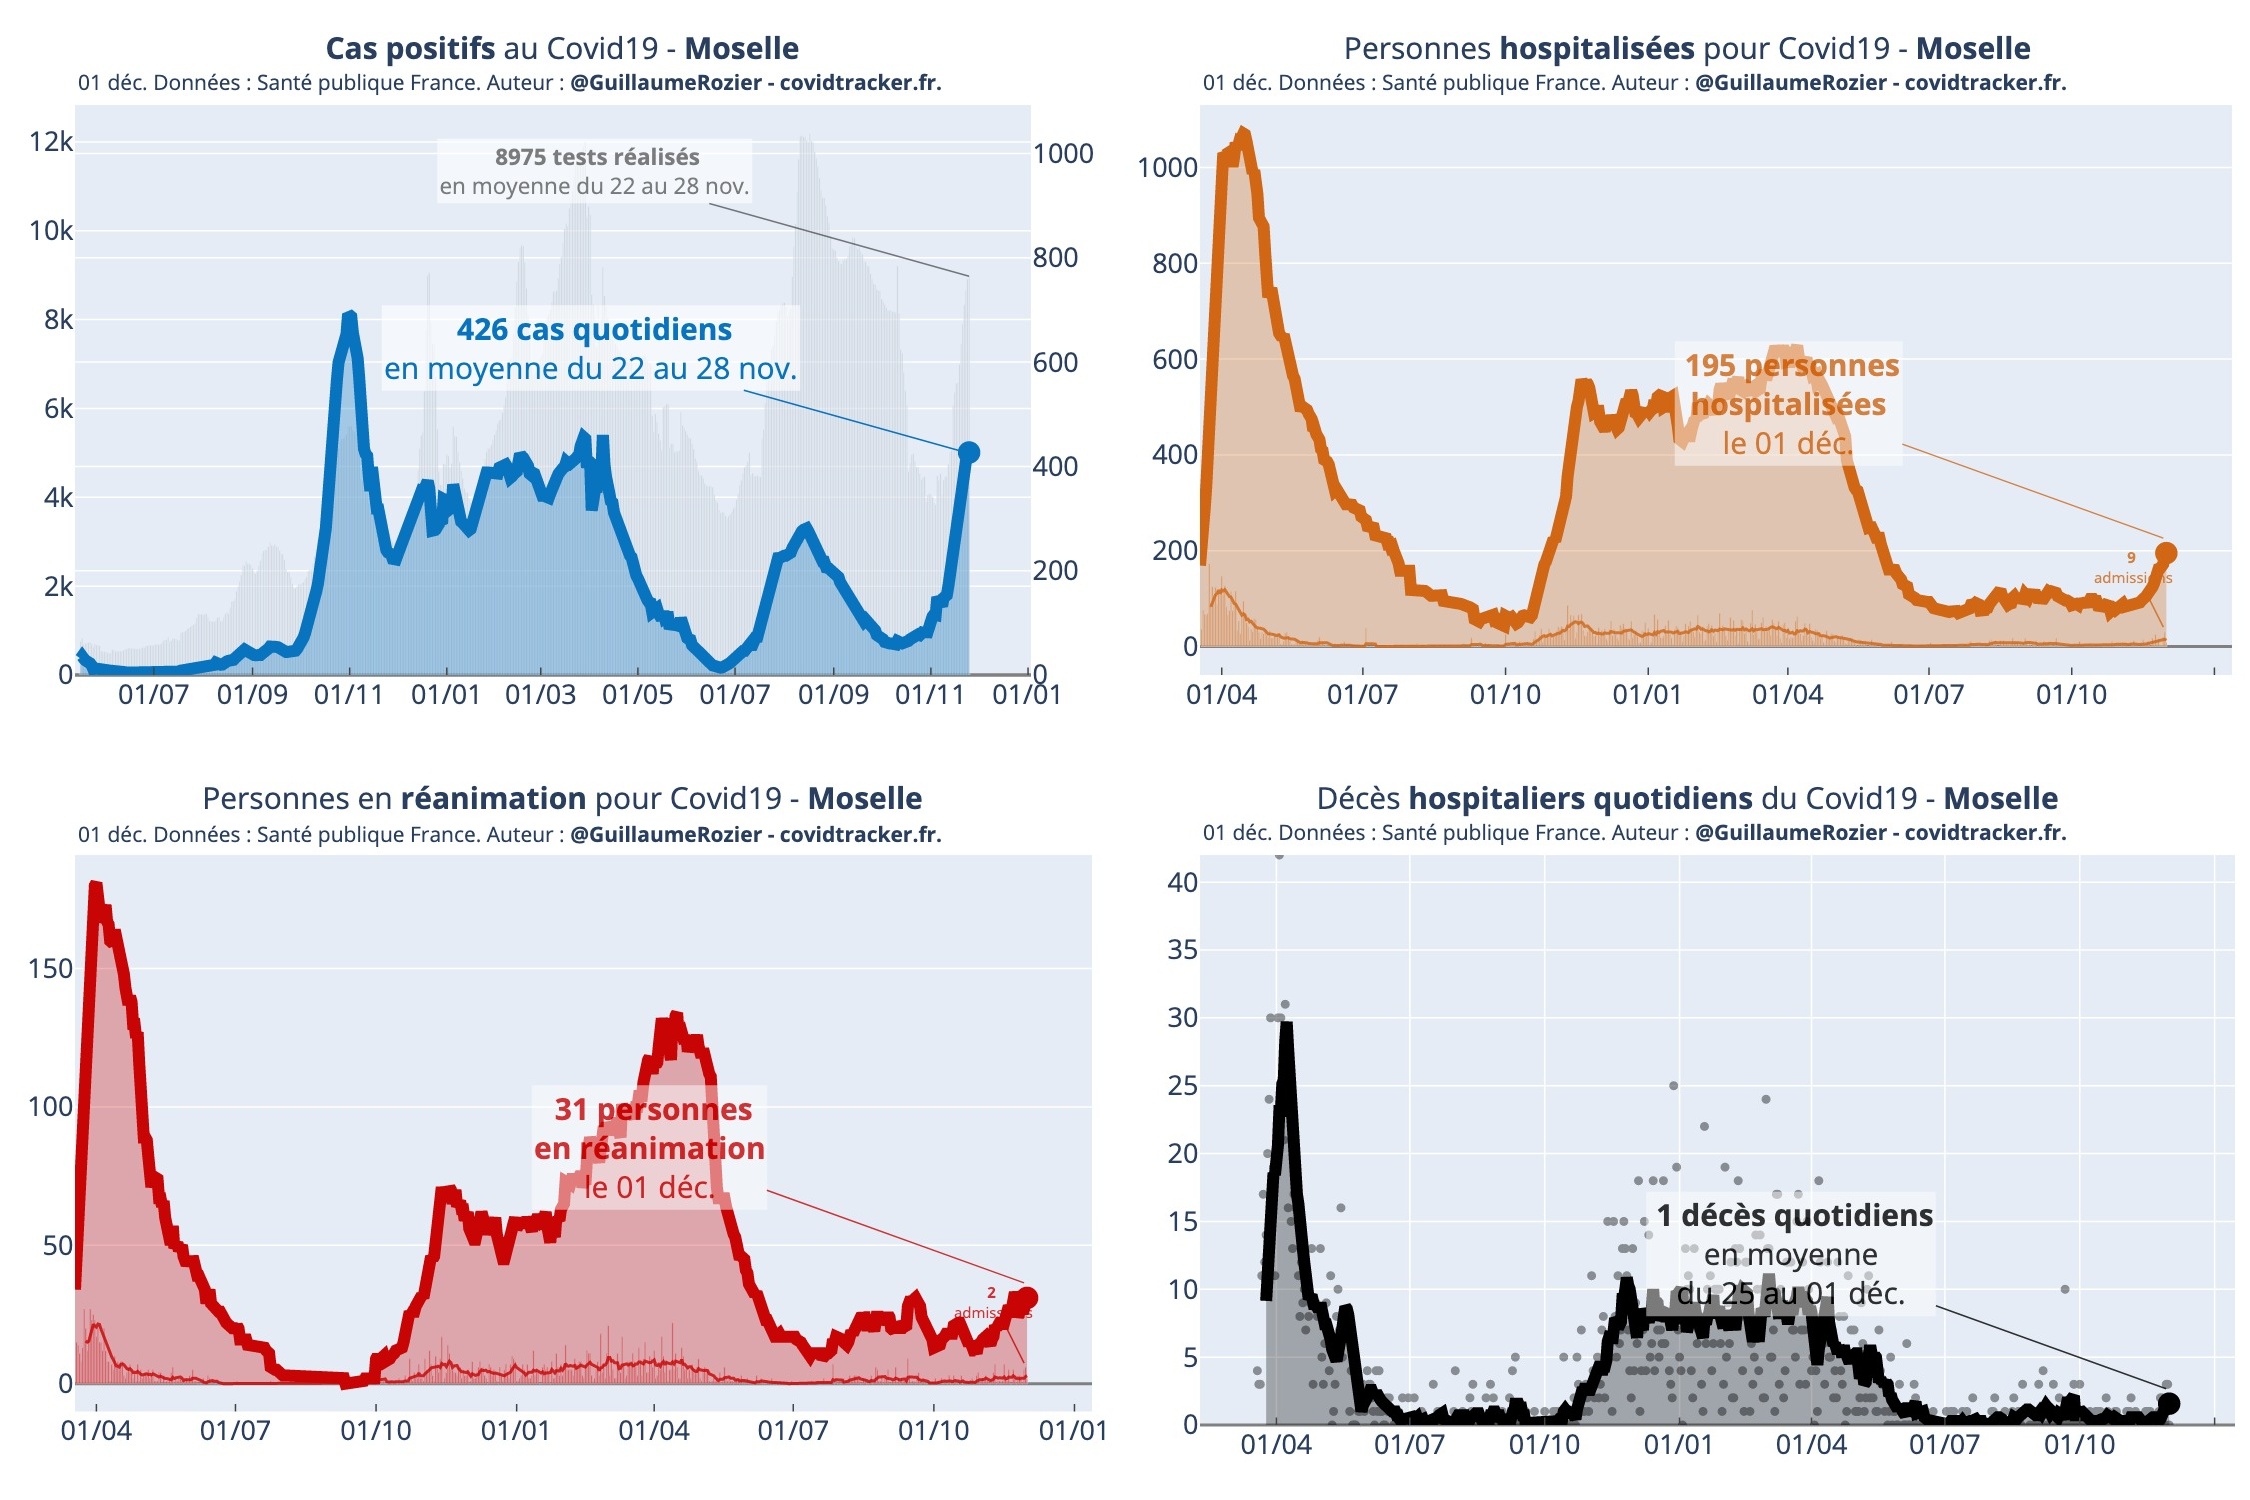 Cas positifs au Covid19 - Moselle
01 déc. Données : Santé publique France. Auteur : @GuillaumeRozier - covidtracker.fr.
12k
10k
8k
6k
4k
2k
0
1000
800
600
400
200
0
8975 tests réalisés
en moyenne du 22 au 28 nov.
426 cas quotidiens
en moyenne du 22 au 28 nov.
01/07 01/09 01/11 01/01 01/03 01/05 01/07 01/09 01/11 01/01
Personnes hospitalisées pour Covid19 - Moselle
01 déc. Données : Santé publique France. Auteur : @GuillaumeRozier - covidtracker.fr.
1000
800
600
400
200
0
195 personnes
hospitalisées
le 01 déc.
9
admissions
01/04 01/07 01/10 01/01 01/04 01/07 01/10
Personnes en réanimation pour Covid19 - Moselle
01 déc. Données : Santé publique France. Auteur : @GuillaumeRozier - covidtracker.fr.
150
100
50
0
31 personnes
en réanimation
le 01 déc.
2
admissions
01/04 01/07 01/10 01/01 01/04 01/07 01/10 01/01
Décès hospitaliers quotidiens du Covid19 - Moselle
01 déc. Données : Santé publique France. Auteur : @GuillaumeRozier - covidtracker.fr.
40
35
30
25
20
15
10
5
0
1 décès quotidiens
en moyenne
du 25 au 01 déc.
01/04 01/07 01/10 01/01 01/04 01/07 01/10